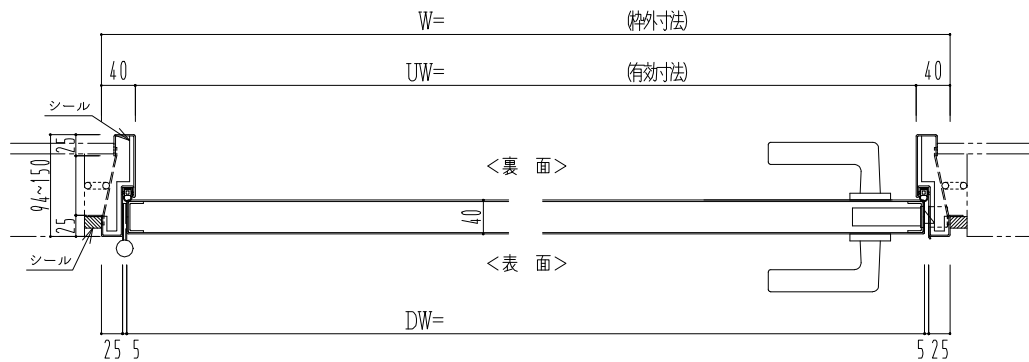 W= (枠外寸法)
40 UW= (有効寸法) 40
シール
25
94~150
<裏 面>
40
25
シール
<表 面>
DW=
25 5 5 25